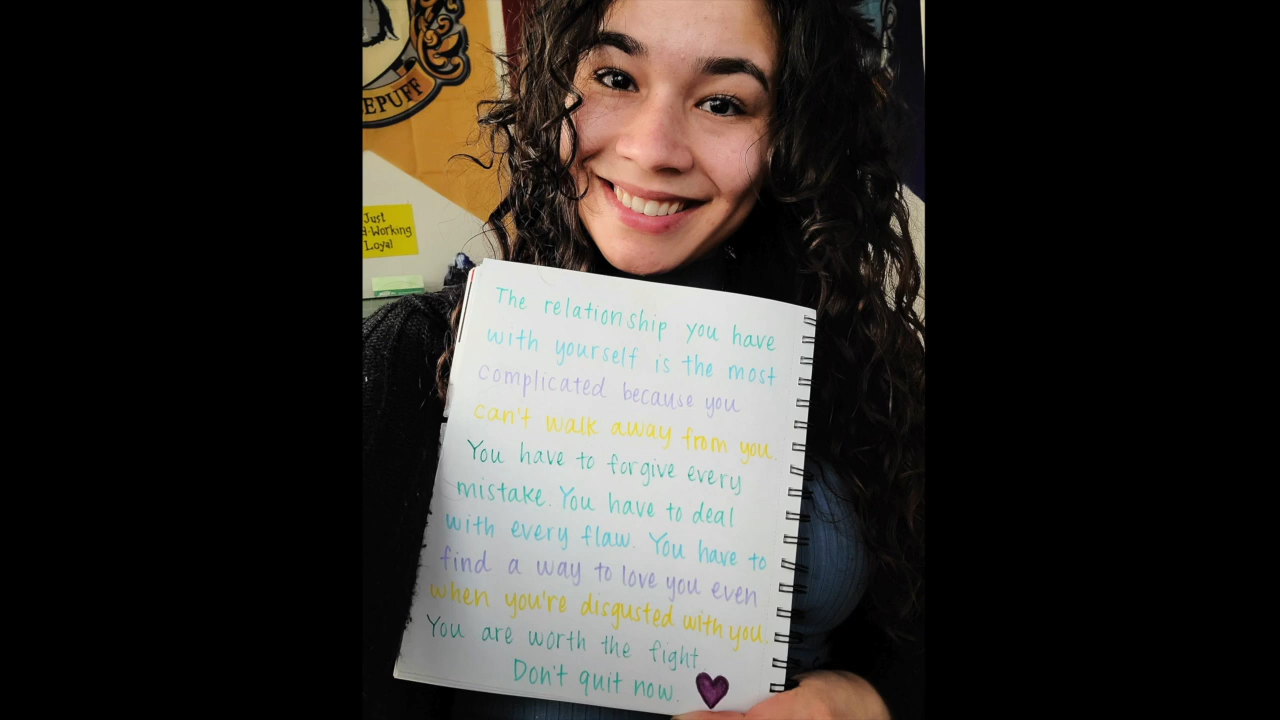 EPUFF
Just
d-Working
Loyal
The relationship you have
with yourself is the most
complicated because you
can't walk away from you.
You have to forgive every
mistake. You have to deal
with every flaw. You have to
find a way to love you even
when you're disgusted with you.
You are worth the fight.
Don't quit now.